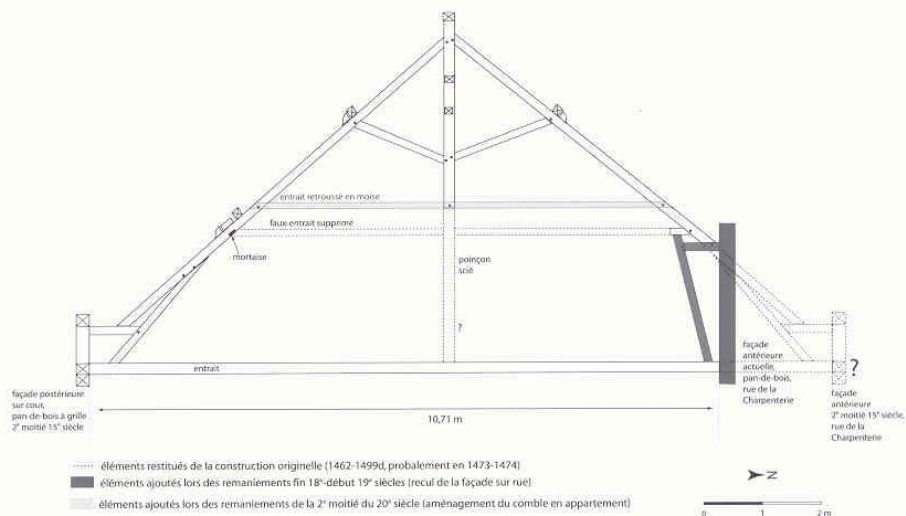 entrait retroussé en moise
faux-entrait supprimé
mortaise
poinçon
scié
?
entrait
façade postérieure
sur cour,
pan-de-bois à grille
2e moitié 15e siècle
10,71 m
façade
antérieure
actuelle,
pan-de-bois,
rue de la
Charpenterie
?
façade
antérieure
2e moitié 15e siècle,
rue de la
Charpenterie
éléments restitués de la construction originelle (1462-1499d, probalement en 1473-1474)
éléments ajoutés lors des remaniements fin 18e-début 19e siècles (recul de la façade sur rue)
éléments ajoutés lors des remaniements de la 2e moitié du 20e siècle (aménagement du comble en appartement)
N
0 1 2 m